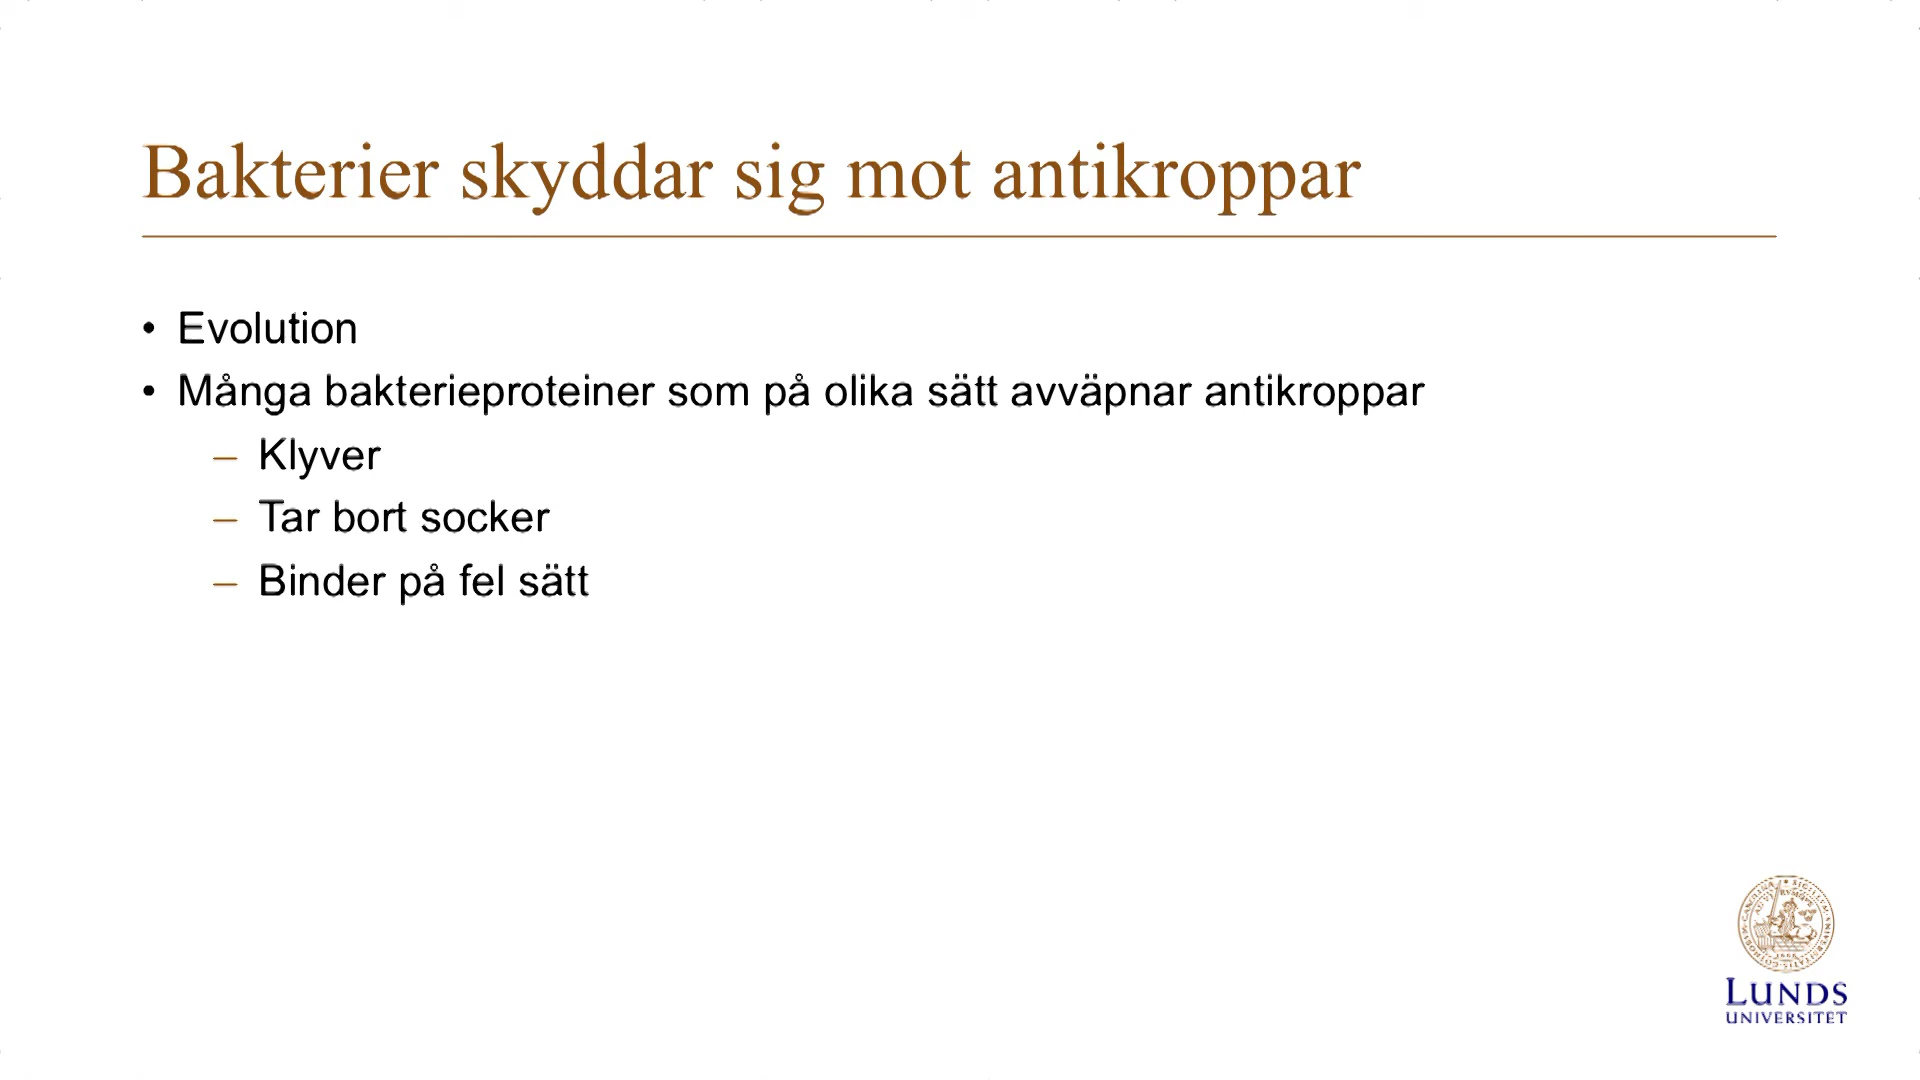 Bakterier skyddar sig mot antikroppar
• Evolution
• Många bakterieproteiner som på olika sätt avväpnar antikroppar
– Klyver
– Tar bort socker
– Binder på fel sätt
LUNDS
UNIVERSITET